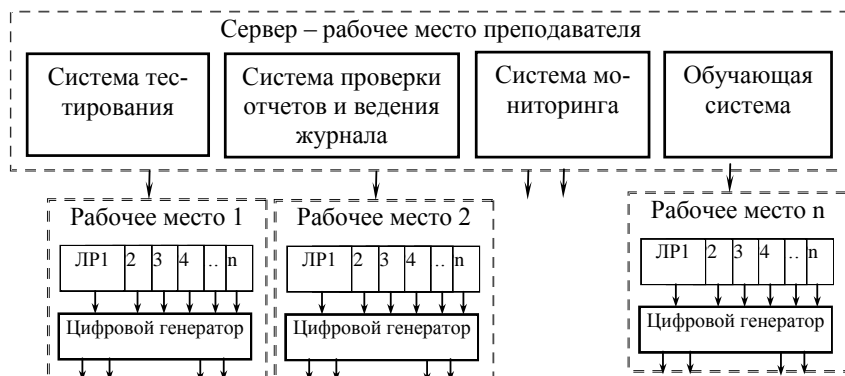 Сервер – рабочее место преподавателя
Система тес-
тирования
Система проверки
отчетов и ведения
журнала
Система мо-
ниторинга
Обучающая
система
Рабочее место 1
ЛР1 2 3 4 .. n
Цифровой генератор
Рабочее место 2
ЛР1 2 3 4 .. n
Цифровой генератор
Рабочее место n
ЛР1 2 3 4 .. n
Цифровой генератор